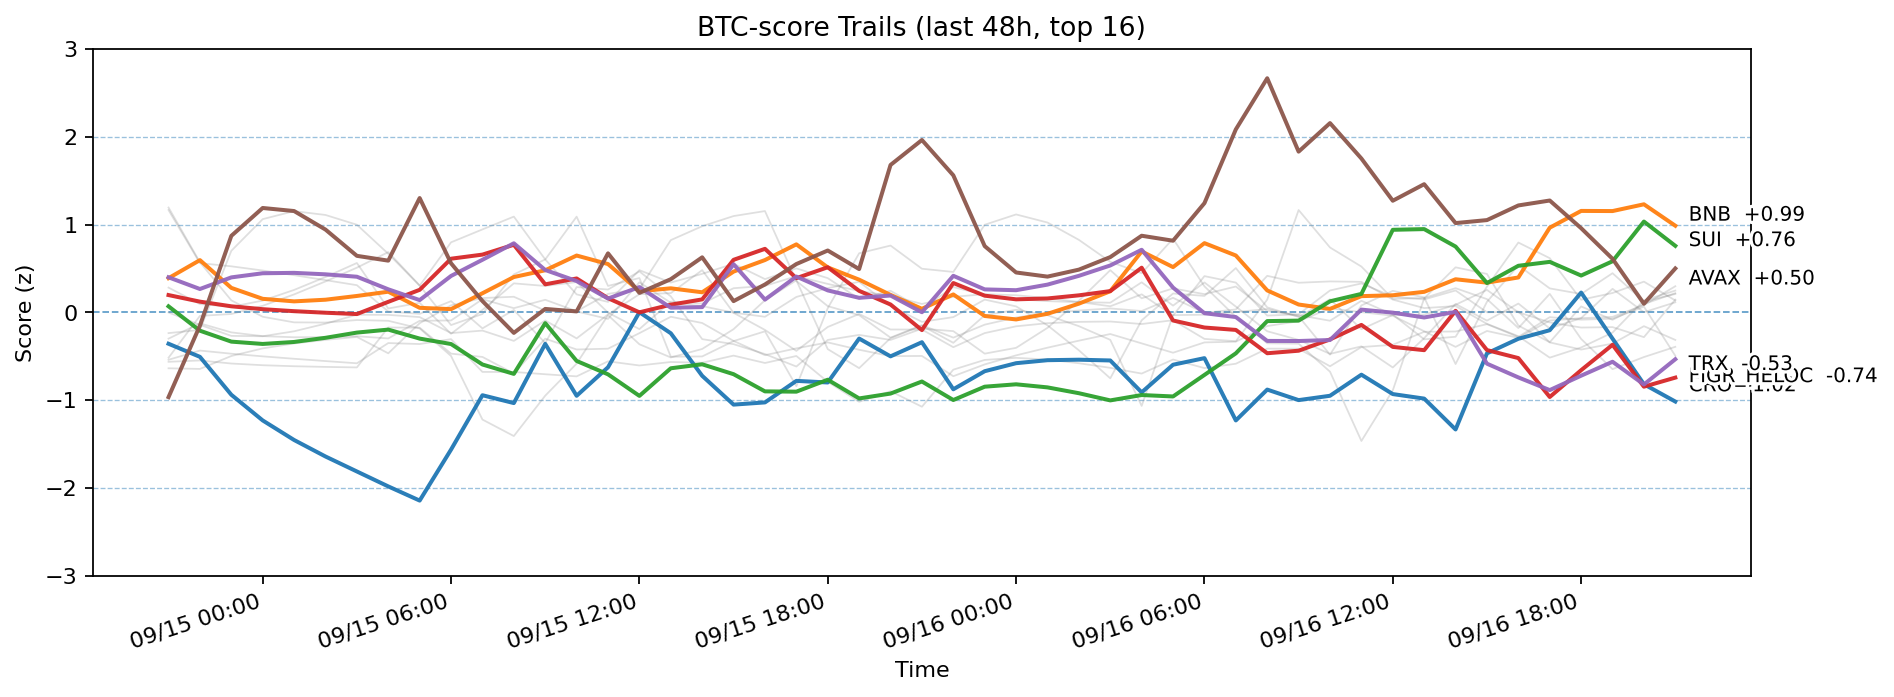 BTC-score Trails (last 48h, top 16)
Score (z)
3
2
1
0
−1
−2
−3
BNB +0.99
SUI +0.76
AVAX +0.50
TRX -0.53
FIGR_HELOC -0.74
09/15 00:00
09/15 06:00
09/15 12:00
09/15 18:00
09/16 00:00
09/16 06:00
09/16 12:00
09/16 18:00
Time